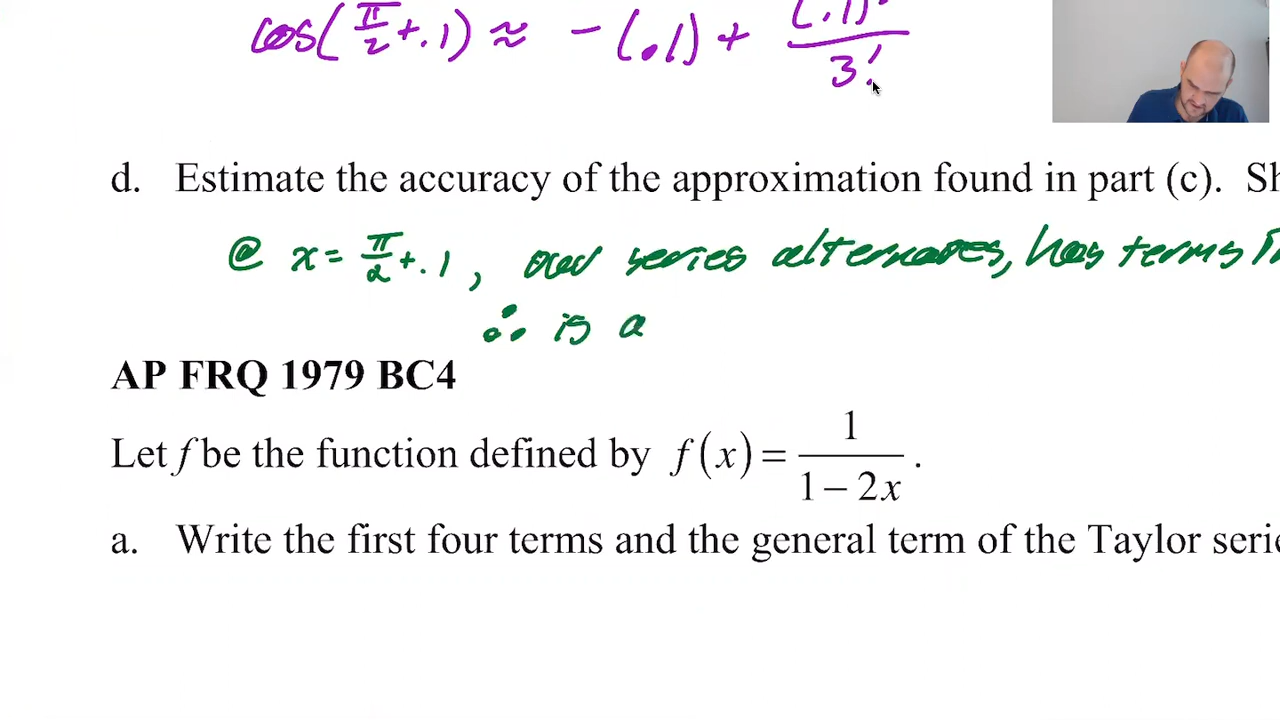 cos(π/2+.1) ≈ -(.1) + (.1)³/3!
d. Estimate the accuracy of the approximation found in part (c). Sh
@ x = π/2+.1, our series alternates, has terms
∴ is a
AP FRQ 1979 BC4
Let f be the function defined by f(x) = 1/(1 − 2x).
a. Write the first four terms and the general term of the Taylor serie